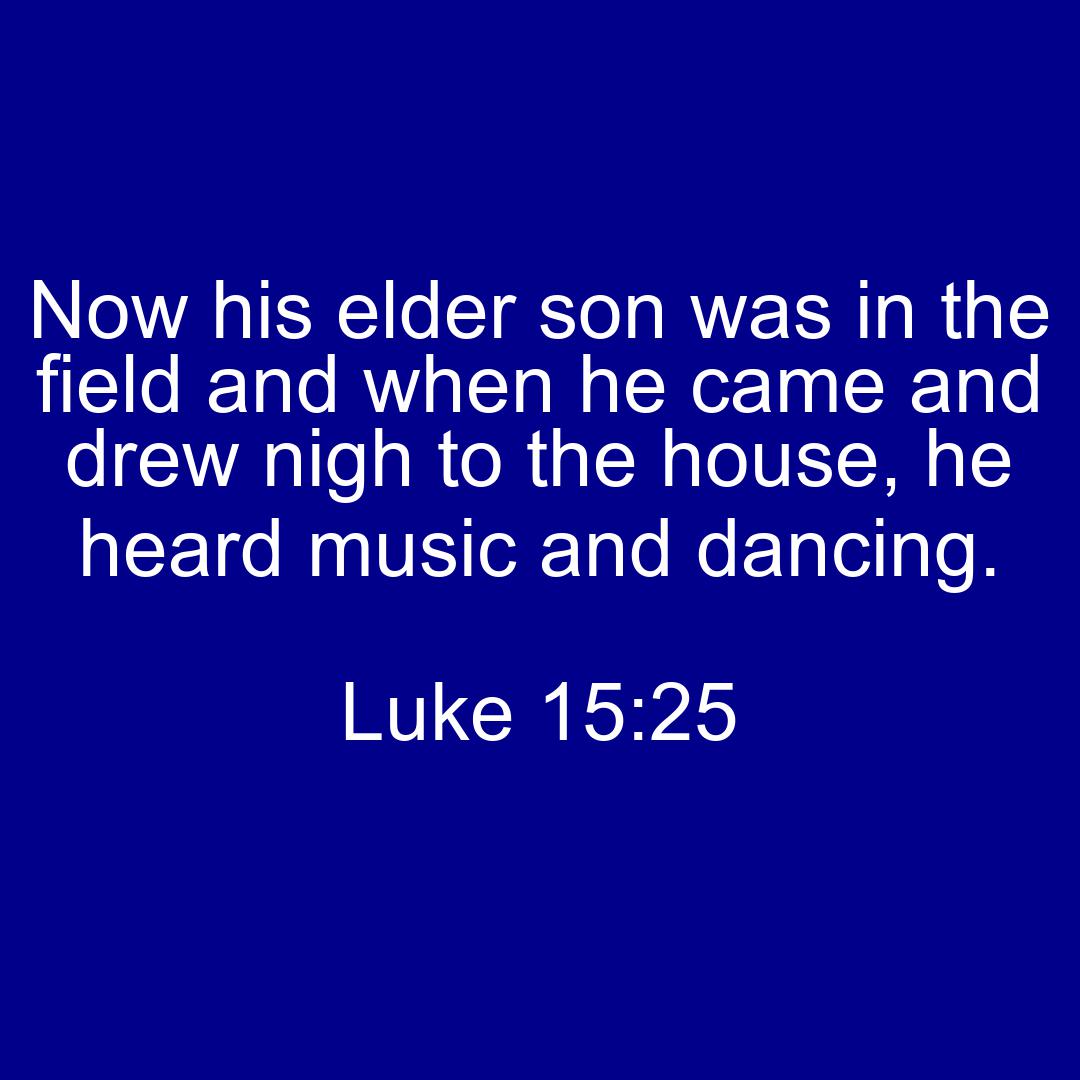 Now his elder son was in the
field and when he came and
drew nigh to the house, he
heard music and dancing.
Luke 15:25